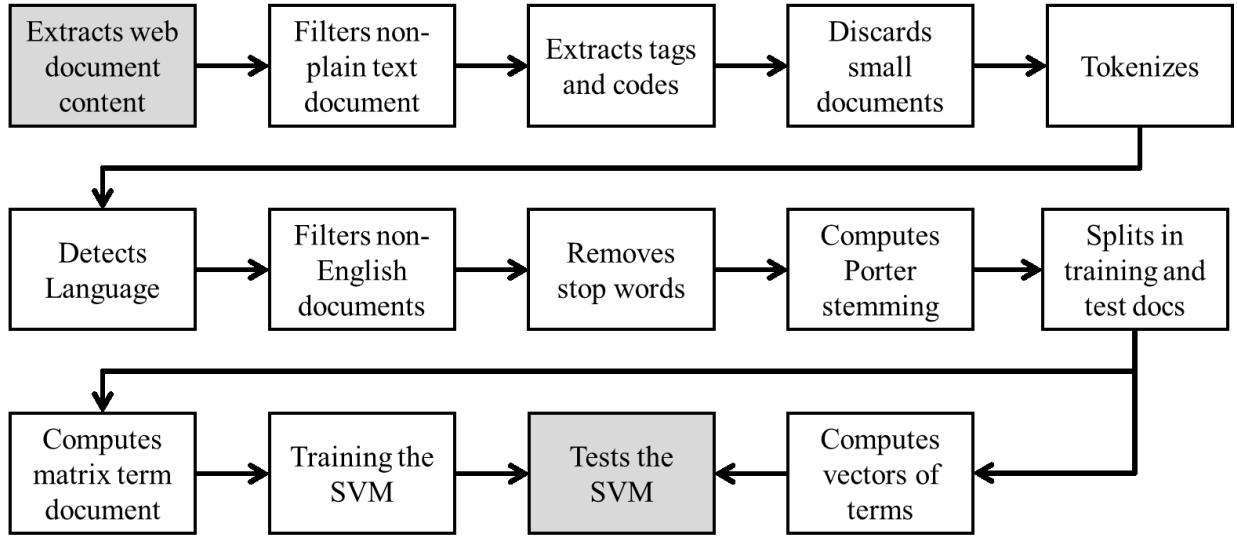 Extracts web
document
content
Filters non-
plain text
document
Extracts tags
and codes
Discards
small
documents
Tokenizes
Detects
Language
Filters non-
English
documents
Removes
stop words
Computes
Porter
stemming
Splits in
training and
test docs
Computes
matrix term
document
Training the
SVM
Tests the
SVM
Computes
vectors of
terms